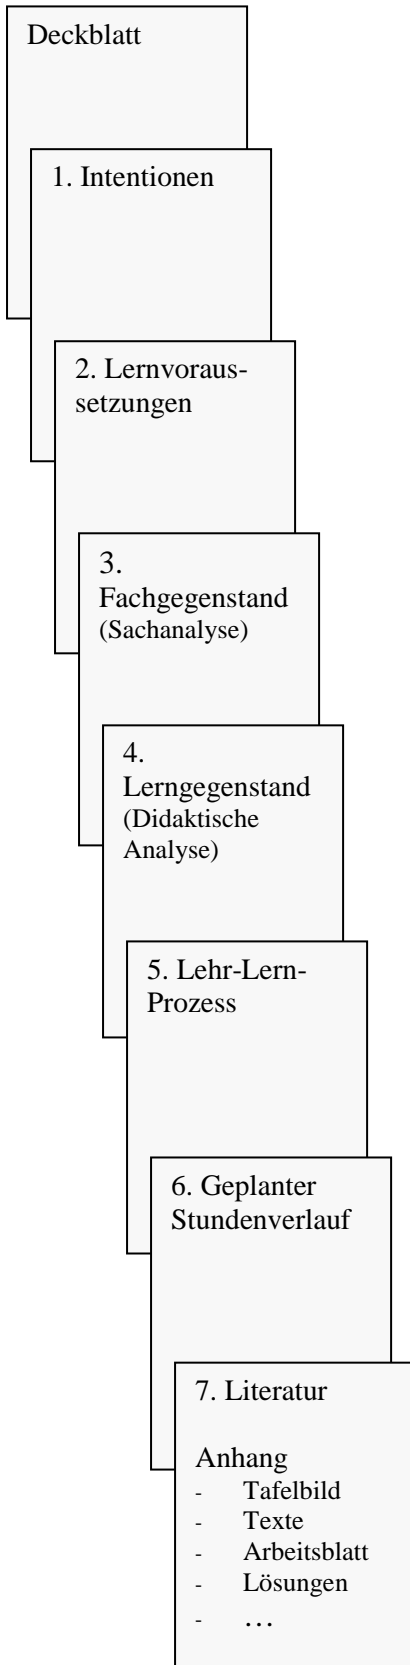 Deckblatt
1. Intentionen
2. Lernvoraus-
setzungen
3.
Fachgegenstand
(Sachanalyse)
4.
Lerngegenstand
(Didaktische
Analyse)
5. Lehr-Lern-
Prozess
6. Geplanter
Stundenverlauf
7. Literatur
Anhang
- Tafelbild
- Texte
- Arbeitsblatt
- Lösungen
- …